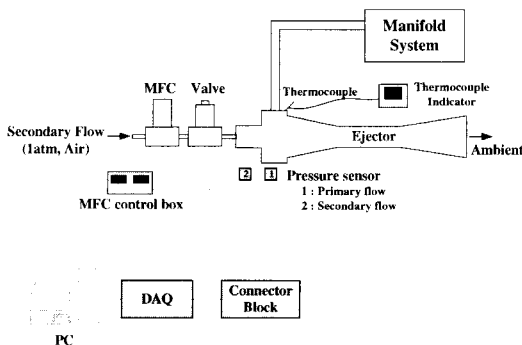 Manifold
System
MFC
Valve
Thermocouple
Thermocouple
Indicator
Secondary Flow
(1atm, Air)
Ejector
Ambient
2
1
Pressure sensor
1 : Primary flow
2 : Secondary flow
MFC control box
DAQ
Connector
Block
PC